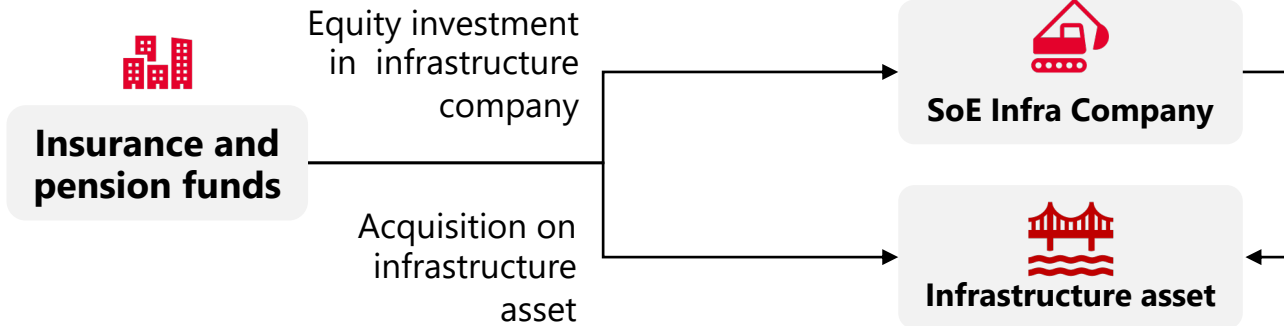 Equity investment
in infrastructure
company
SoE Infra Company
Insurance and
pension funds
Acquisition on
infrastructure
asset
Infrastructure asset